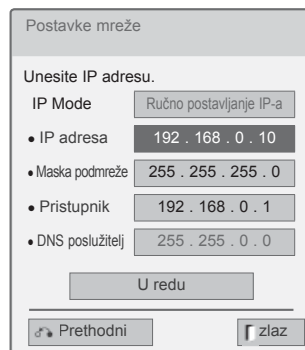 Postavke mreže
Unesite IP adresu.
IP Mode Ručno postavljanje IP-a
• IP adresa 192 . 168 . 0 . 10
• Maska podmreže 255 . 255 . 255 . 0
• Pristupnik 192 . 168 . 0 . 1
• DNS poslužitelj 255 . 255 . 0 . 0
U redu
Prethodni zlaz